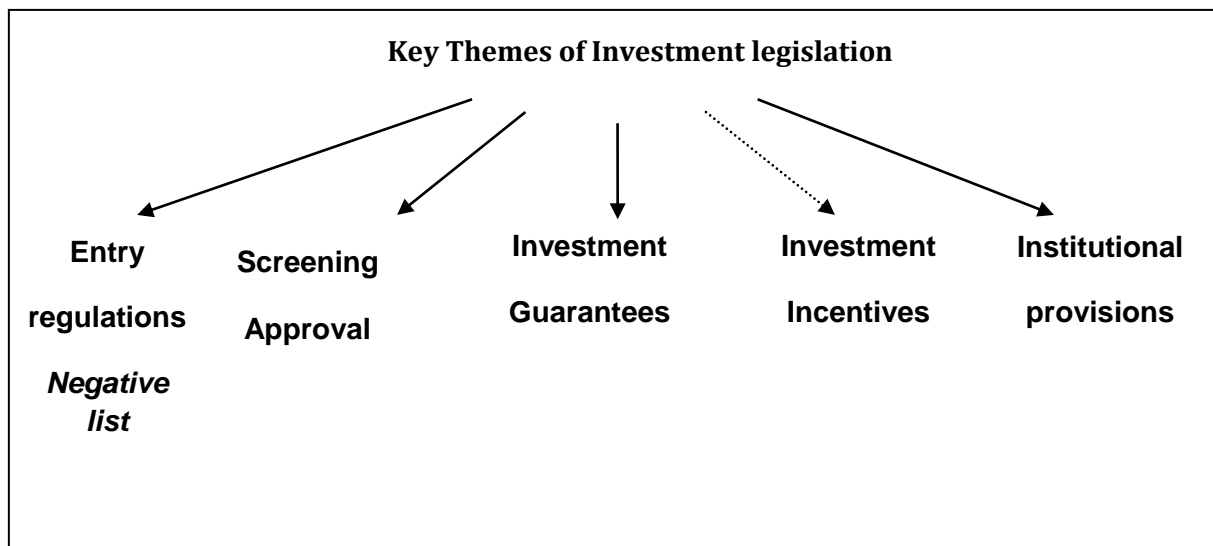 Key Themes of Investment legislation
Entry
regulations
Negative
list
Screening
Approval
Investment
Guarantees
Investment
Incentives
Institutional
provisions